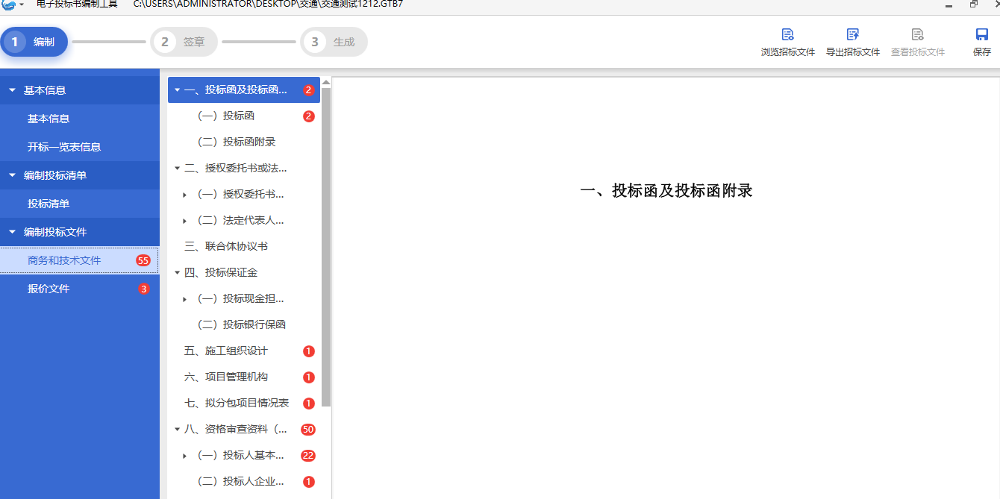 电子投标书编制工具 C:\USERS\ADMINISTRATOR\DESKTOP\交通\交通测试1212.GTB7
1 编制
2 签章
3 生成
浏览招标文件
导出招标文件
查看投标文件
保存
基本信息
基本信息
开标一览表信息
编制投标清单
投标清单
编制投标文件
商务和技术文件 55
报价文件 3
一、投标函及投标函... 2
（一）投标函 2
（二）投标函附录
二、授权委托书或法...
（一）授权委托书...
（二）法定代表人...
三、联合体协议书
四、投标保证金
（一）投标现金担...
（二）投标银行保函
五、施工组织设计 1
六、项目管理机构 1
七、拟分包项目情况表 1
八、资格审查资料（... 50
（一）投标人基本... 22
（二）投标人企业... 1
一、投标函及投标函附录